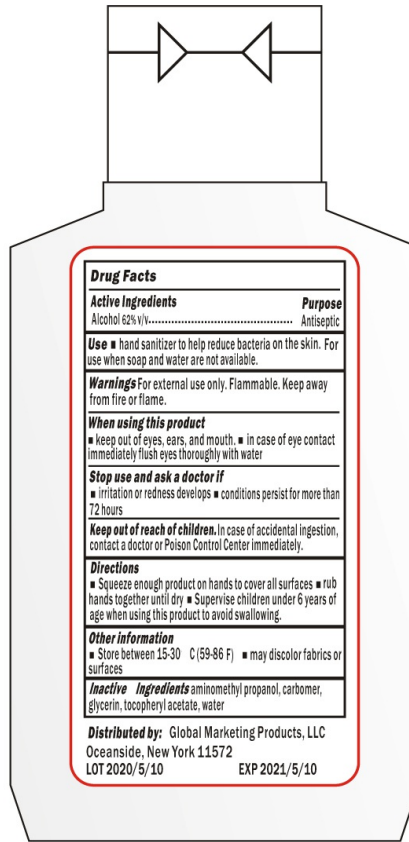 Drug Facts
Active Ingredients Purpose
Alcohol 62% v/v............................................ Antiseptic
Use ▪ hand sanitizer to help reduce bacteria on the skin. For
use when soap and water are not available.
Warnings For external use only. Flammable. Keep away
from fire or flame.
When using this product
▪ keep out of eyes, ears, and mouth. ▪ in case of eye contact
immediately flush eyes thoroughly with water
Stop use and ask a doctor if
▪ irritation or redness develops ▪ conditions persist for more than
72 hours
Keep out of reach of children. In case of accidental ingestion,
contact a doctor or Poison Control Center immediately.
Directions
▪ Squeeze enough product on hands to cover all surfaces ▪ rub
hands together until dry ▪ Supervise children under 6 years of
age when using this product to avoid swallowing.
Other information
▪ Store between 15-30 C (59-86 F) ▪ may discolor fabrics or
surfaces
Inactive Ingredients aminomethyl propanol, carbomer,
glycerin, tocopheryl acetate, water
Distributed by: Global Marketing Products, LLC
Oceanside, New York 11572
LOT 2020/5/10 EXP 2021/5/10